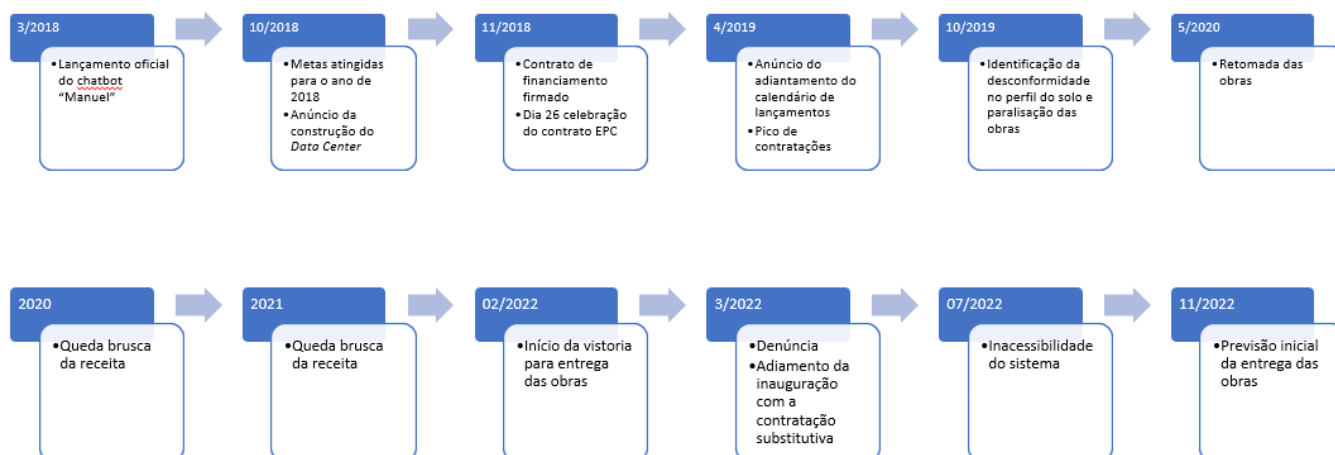 3/2018
•Lançamento oficial
do chatbot
“Manuel”
10/2018
•Metas atingidas
para o ano de
2018
•Anúncio da
construção do
Data Center
11/2018
•Contrato de
financiamento
firmado
•Dia 26 celebração
do contrato EPC
4/2019
•Anúncio do
adiantamento do
calendário de
lançamentos
•Pico de
contratações
10/2019
•Identificação da
desconformidade
no perfil do solo e
paralisação das
obras
5/2020
•Retomada das
obras
2020
•Queda brusca
da receita
2021
•Queda brusca
da receita
02/2022
•Início da vistoria
para entrega
das obras
3/2022
•Denúncia
•Adiamento da
inauguração
com a
contratação
substitutiva
07/2022
•Inacessibilidade
do sistema
11/2022
•Previsão inicial
da entrega das
obras